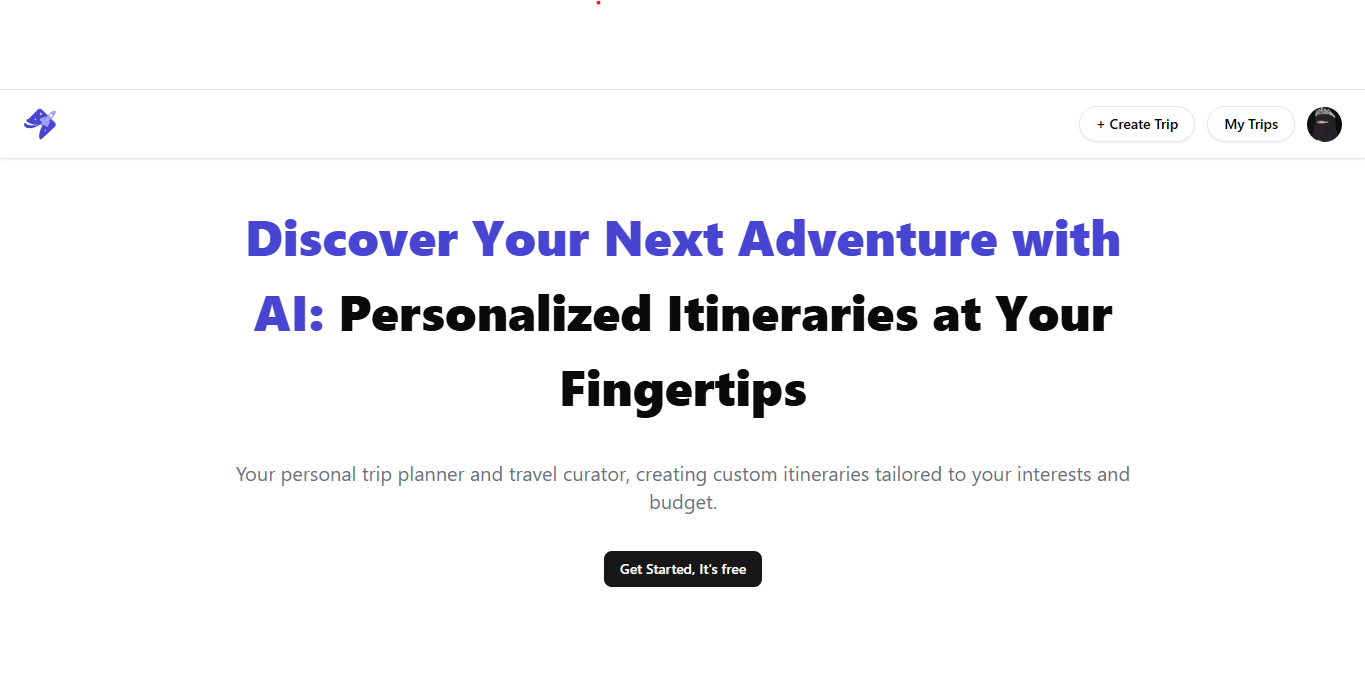 + Create Trip
My Trips
Discover Your Next Adventure with
AI: Personalized Itineraries at Your
Fingertips
Your personal trip planner and travel curator, creating custom itineraries tailored to your interests and
budget.
Get Started, It's free